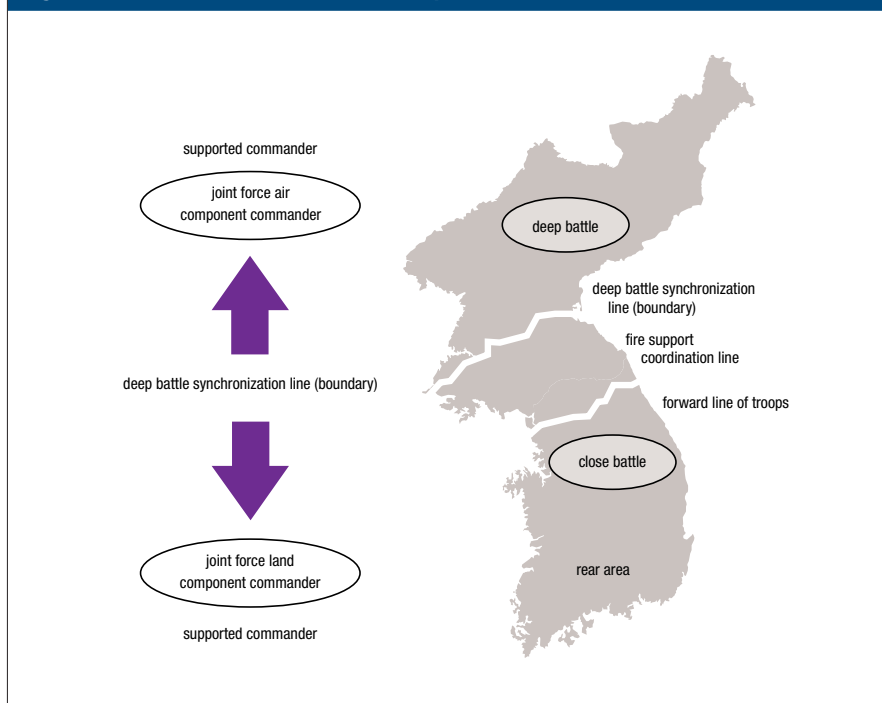 supported commander
joint force air
component commander
deep battle synchronization line (boundary)
joint force land
component commander
supported commander
deep battle
deep battle synchronization
line (boundary)
fire support
coordination line
forward line of troops
close battle
rear area